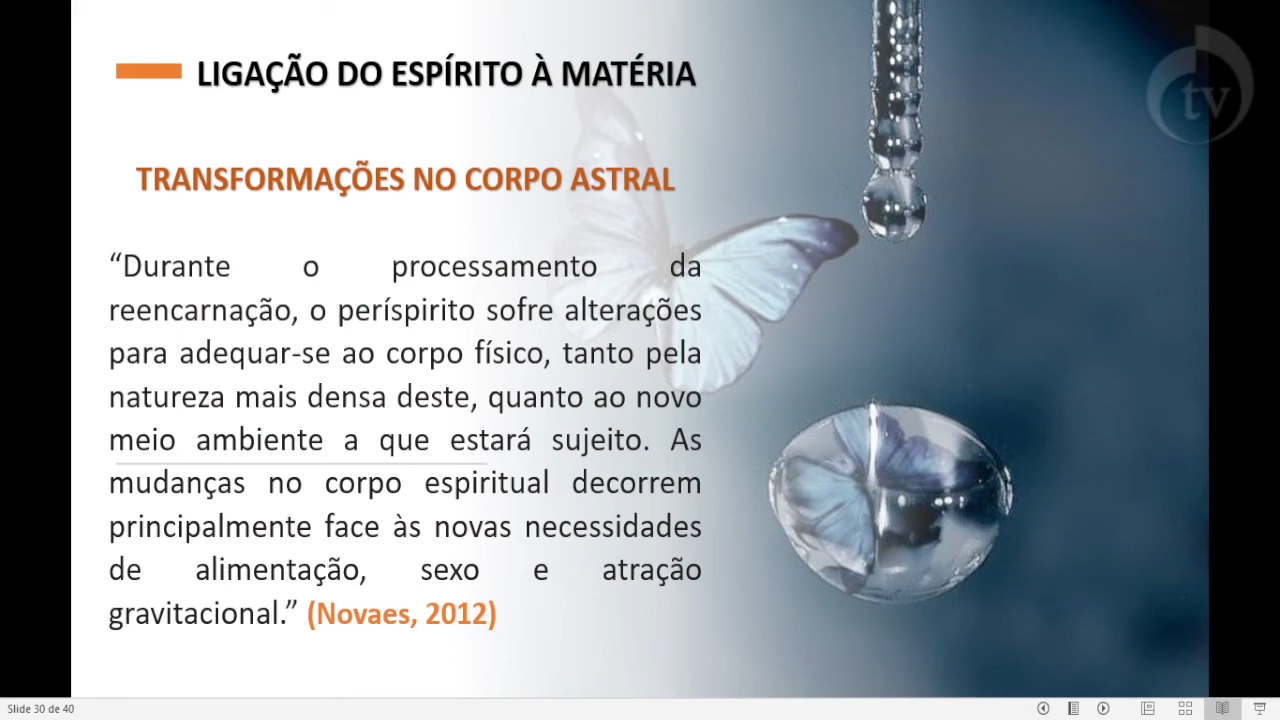 LIGAÇÃO DO ESPÍRITO À MATÉRIA
tv
TRANSFORMAÇÕES NO CORPO ASTRAL
“Durante o processamento da
reencarnação, o períspirito sofre alterações
para adequar-se ao corpo físico, tanto pela
natureza mais densa deste, quanto ao novo
meio ambiente a que estará sujeito. As
mudanças no corpo espiritual decorrem
principalmente face às novas necessidades
de alimentação, sexo e atração
gravitacional.” (Novaes, 2012)
Slide 30 de 40